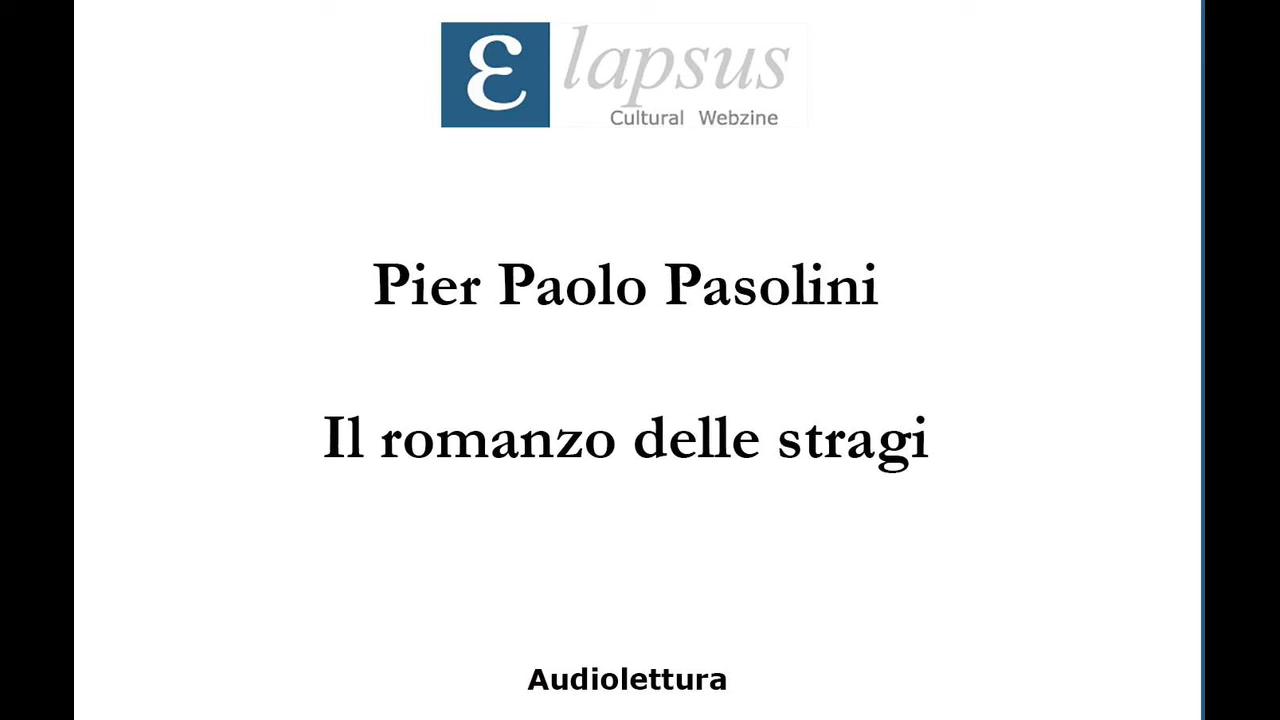 ε lapsus
Cultural Webzine
Pier Paolo Pasolini
Il romanzo delle stragi
Audiolettura